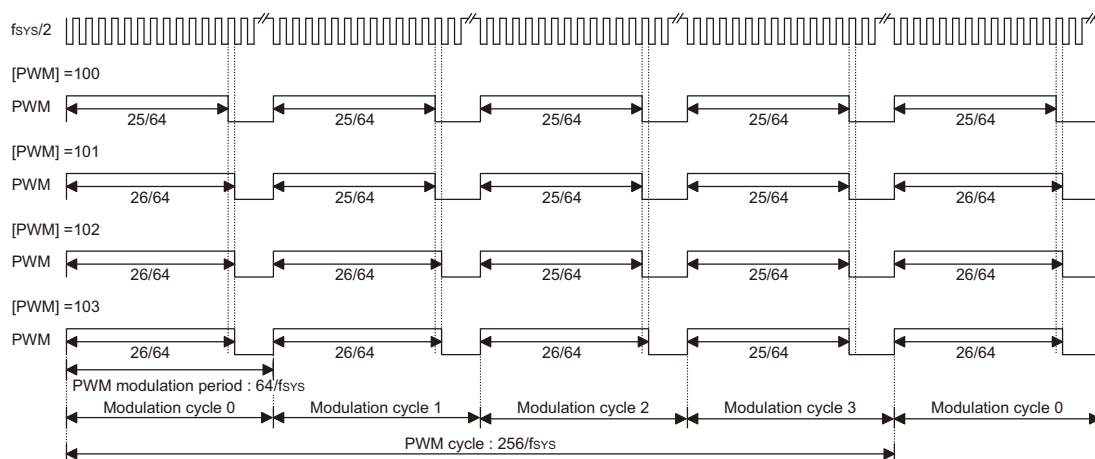 fSYS/2
[PWM] =100
PWM
25/64 25/64 25/64 25/64 25/64
[PWM] =101
PWM
26/64 25/64 25/64 25/64 26/64
[PWM] =102
PWM
26/64 26/64 25/64 25/64 26/64
[PWM] =103
PWM
26/64 26/64 26/64 25/64 26/64
PWM modulation period : 64/fSYS
Modulation cycle 0 Modulation cycle 1 Modulation cycle 2 Modulation cycle 3 Modulation cycle 0
PWM cycle : 256/fSYS